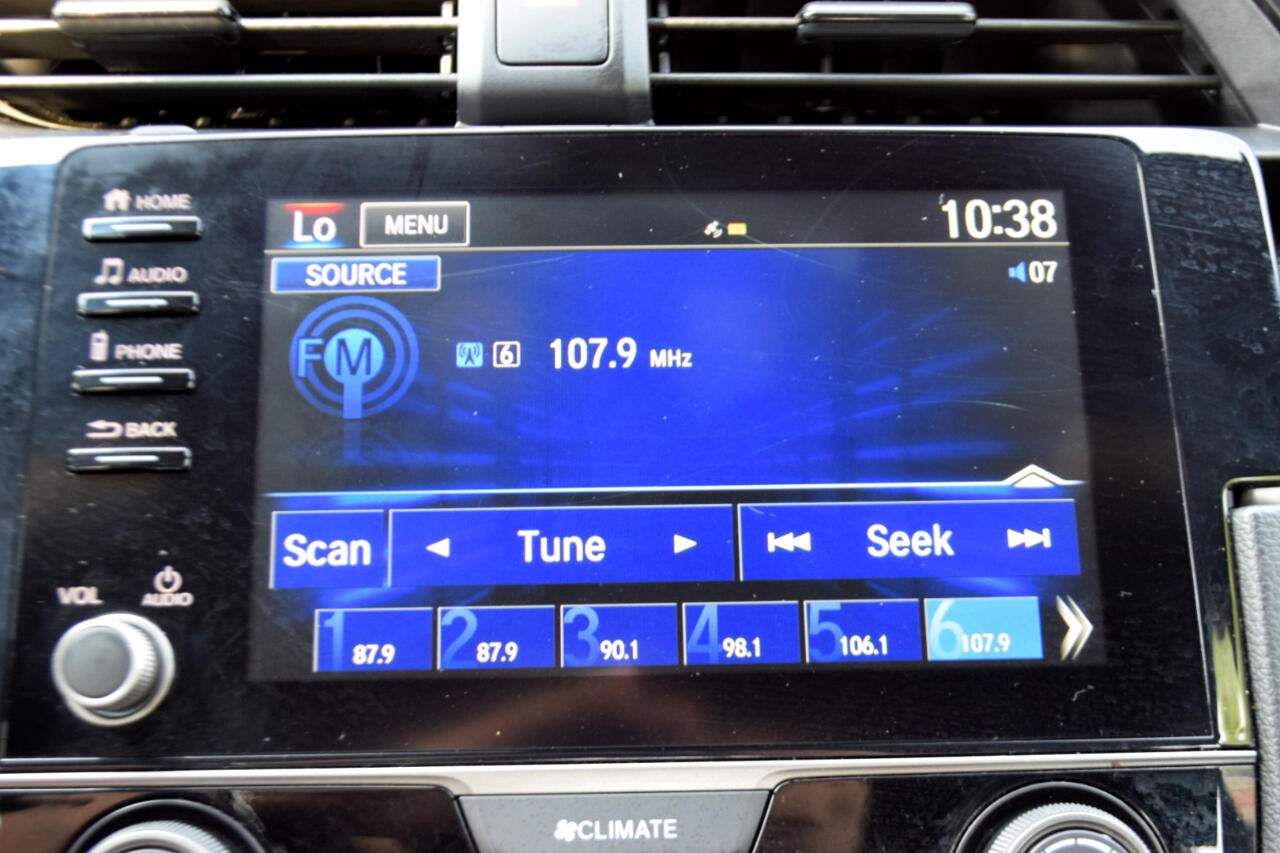 HOME
AUDIO
PHONE
BACK
VOL AUDIO
Lo MENU 10:38
SOURCE 07
FM 6 107.9 MHz
Scan Tune Seek
1 87.9 2 87.9 3 90.1 4 98.1 5 106.1 6 107.9
CLIMATE